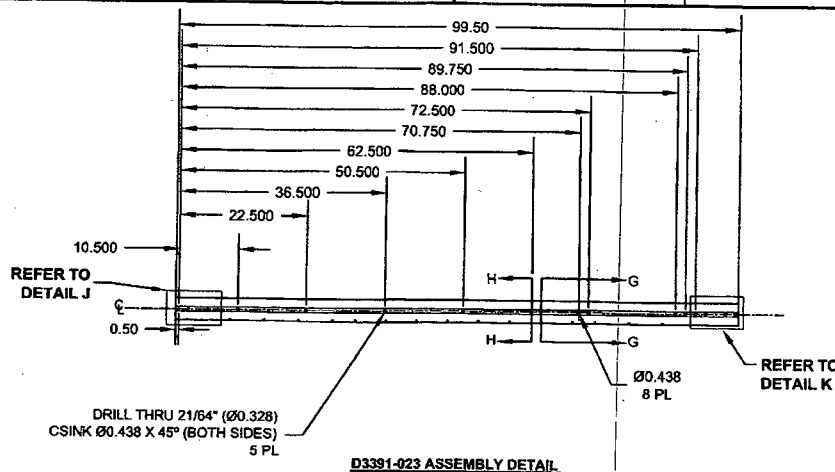 99.50
91.500
89.750
88.000
72.500
70.750
62.500
50.500
36.500
22.500
10.500
REFER TO
DETAIL J
H
G
℄
0.50
H
G
Ø0.438
8 PL
REFER TO
DETAIL K
DRILL THRU 21/64" (Ø0.328)
CSINK Ø0.438 X 45° (BOTH SIDES)
5 PL
D3391-023 ASSEMBLY DETAIL